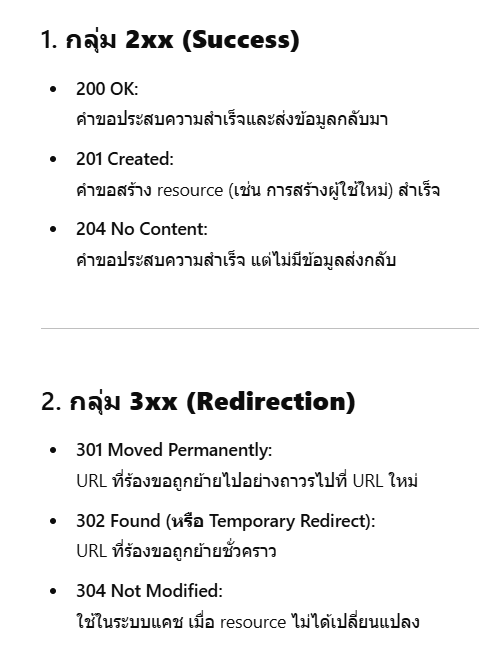 1. กลุ่ม 2xx (Success)
• 200 OK:
คำขอประสบความสำเร็จและส่งข้อมูลกลับมา
• 201 Created:
คำขอสร้าง resource (เช่น การสร้างผู้ใช้ใหม่) สำเร็จ
• 204 No Content:
คำขอประสบความสำเร็จ แต่ไม่มีข้อมูลส่งกลับ
2. กลุ่ม 3xx (Redirection)
• 301 Moved Permanently:
URL ที่ร้องขอถูกย้ายไปอย่างถาวรไปที่ URL ใหม่
• 302 Found (หรือ Temporary Redirect):
URL ที่ร้องขอถูกย้ายชั่วคราว
• 304 Not Modified:
ใช้ในระบบแคช เมื่อ resource ไม่ได้เปลี่ยนแปลง